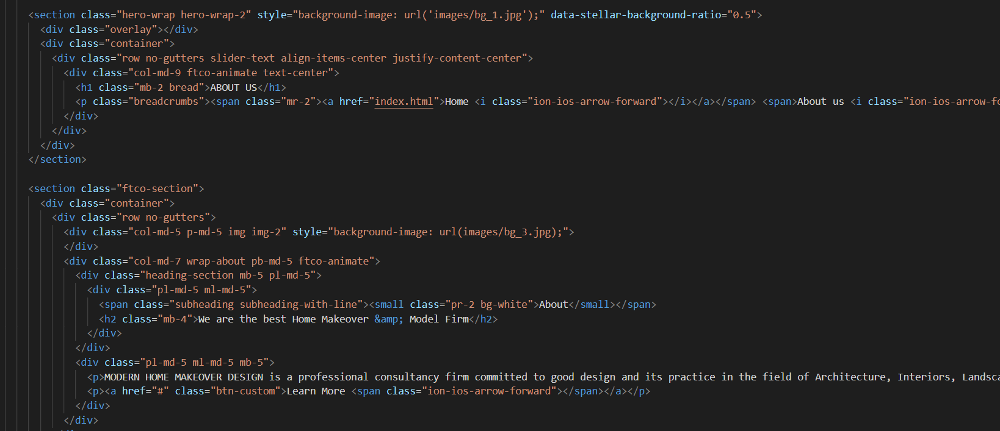 <section class="hero-wrap hero-wrap-2" style="background-image: url('images/bg_1.jpg');" data-stellar-background-ratio="0.5">
<div class="overlay"></div>
<div class="container">
<div class="row no-gutters slider-text align-items-center justify-content-center">
<div class="col-md-9 ftco-animate text-center">
<h1 class="mb-2 bread">ABOUT US</h1>
<p class="breadcrumbs"><span class="mr-2"><a href="index.html">Home <i class="ion-ios-arrow-forward"></i></a></span> <span>About us <i class="ion-ios-arrow-fo
</div>
</div>
</div>
</section>
<section class="ftco-section">
<div class="container">
<div class="row no-gutters">
<div class="col-md-5 p-md-5 img img-2" style="background-image: url(images/bg_3.jpg);">
</div>
<div class="col-md-7 wrap-about pb-md-5 ftco-animate">
<div class="heading-section mb-5 pl-md-5">
<div class="pl-md-5 ml-md-5">
<span class="subheading subheading-with-line"><small class="pr-2 bg-white">About</small></span>
<h2 class="mb-4">We are the best Home Makeover &amp; Model Firm</h2>
</div>
</div>
<div class="pl-md-5 ml-md-5 mb-5">
<p>MODERN HOME MAKEOVER DESIGN is a professional consultancy firm committed to good design and its practice in the field of Architecture, Interiors, Landsca
<p><a href="#" class="btn-custom">Learn More <span class="ion-ios-arrow-forward"></span></a></p>
</div>
</div>